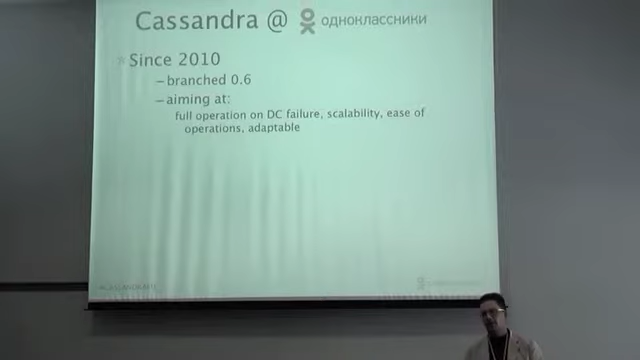 Cassandra @ одноклассники
Since 2010
–branched 0.6
–aiming at:
full operation on DC failure, scalability, ease of
operations, adaptable